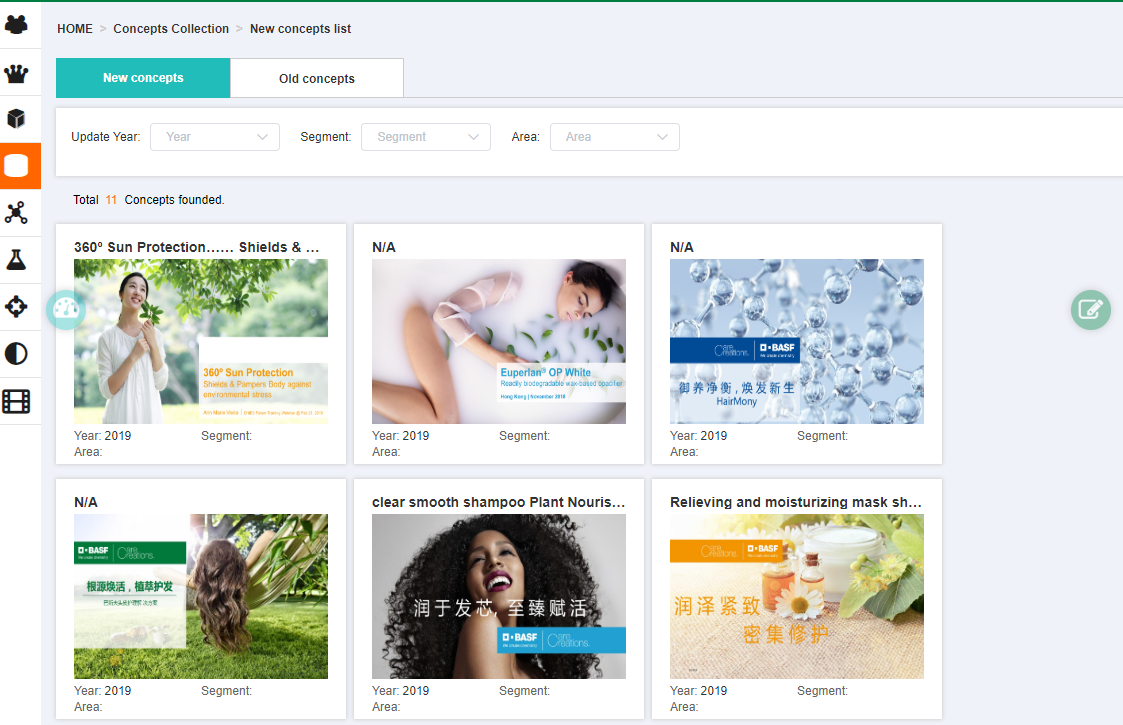 HOME > Concepts Collection > New concepts list
New concepts
Old concepts
Update Year: Year
Segment: Segment
Area: Area
Total 11 Concepts founded.
360º Sun Protection…… Shields & ...
360º Sun Protection
Shields & Pampers Body against
environmental stress
Year: 2019 Segment:
Area:
N/A
Euperlan® OP White
Readily biodegradable wax-based opacifier
Hong Kong | November 2018
Year: 2019 Segment:
Area:
N/A
Care Creations.
BASF
We create chemistry
御养净衡,焕发新生
HairMony
Year: 2019 Segment:
Area:
N/A
BASF
We create chemistry
Care Creations.
根源焕活,植萃护发
Year: 2019 Segment:
Area:
clear smooth shampoo Plant Nouris...
润于发芯, 至臻赋活
BASF
We create chemistry
Care Creations.
Year: 2019 Segment:
Area:
Relieving and moisturizing mask sh...
Care Creations.
BASF
We create chemistry
润泽紧致
密集修护
Year: 2019 Segment:
Area: